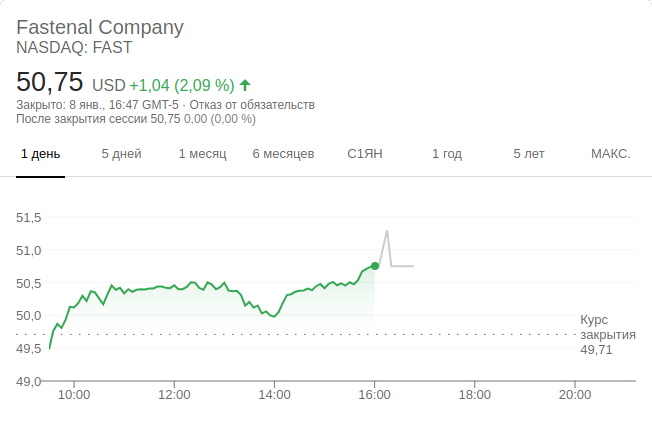 Fastenal Company
NASDAQ: FAST
50,75 USD +1,04 (2,09 %)
Закрыто: 8 янв., 16:47 GMT-5 · Отказ от обязательств
После закрытия сессии 50,75 0,00 (0,00 %)
1 день 5 дней 1 месяц 6 месяцев С1ЯН 1 год 5 лет МАКС.
51,5
51,0
50,5
50,0
49,5
49,0
Курс
закрытия
49,71
10:00 12:00 14:00 16:00 18:00 20:00